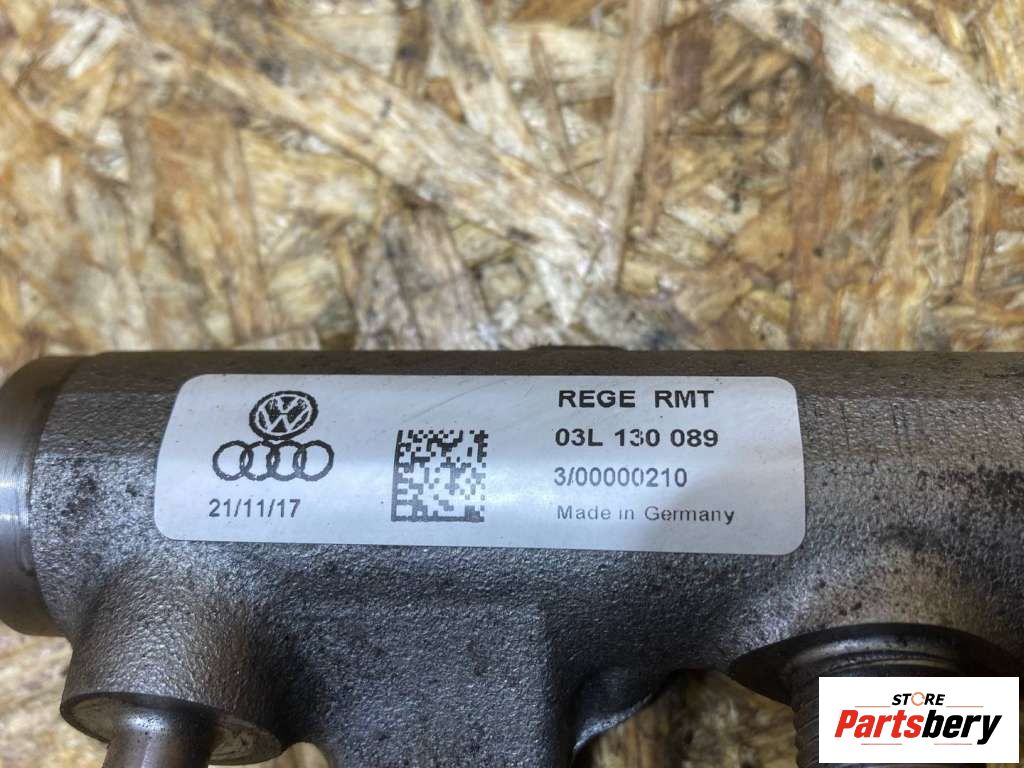 REGE RMT
03L 130 089
3/00000210
Made in Germany
21/11/17
STORE
Partsbery